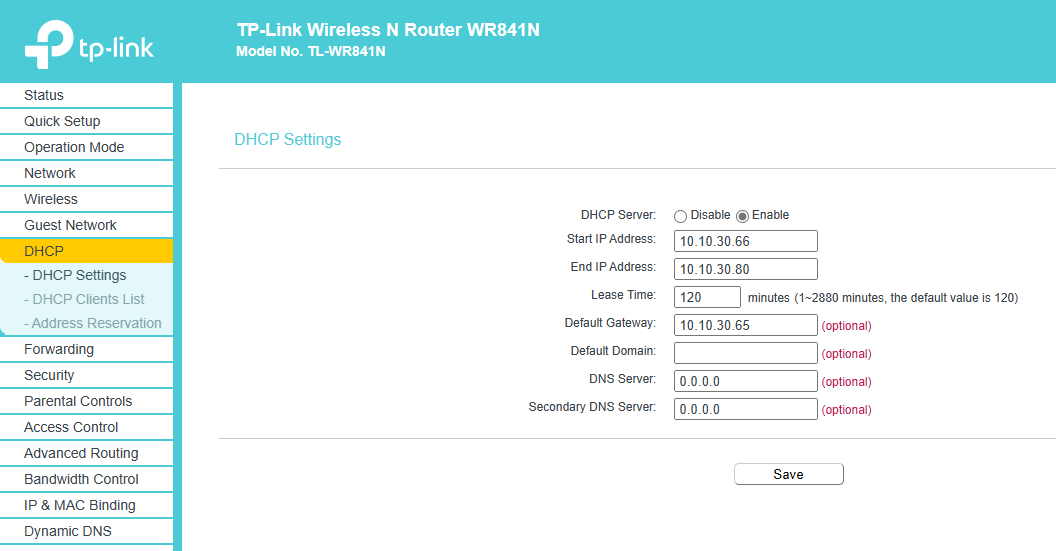 tp-link
TP-Link Wireless N Router WR841N
Model No. TL-WR841N
Status
Quick Setup
Operation Mode
Network
Wireless
Guest Network
DHCP
- DHCP Settings
- DHCP Clients List
- Address Reservation
Forwarding
Security
Parental Controls
Access Control
Advanced Routing
Bandwidth Control
IP & MAC Binding
Dynamic DNS
DHCP Settings
DHCP Server: Disable Enable
Start IP Address: 10.10.30.66
End IP Address: 10.10.30.80
Lease Time: 120 minutes (1~2880 minutes, the default value is 120)
Default Gateway: 10.10.30.65 (optional)
Default Domain: (optional)
DNS Server: 0.0.0.0 (optional)
Secondary DNS Server: 0.0.0.0 (optional)
Save